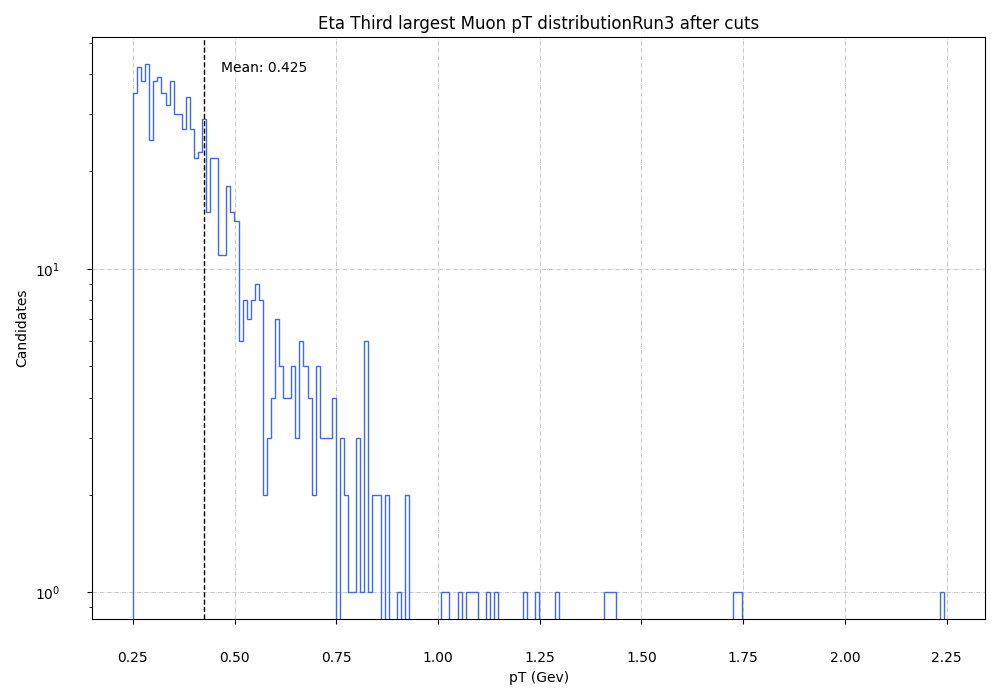 Eta Third largest Muon pT distributionRun3 after cuts
Mean: 0.425
Candidates
10¹
10⁰
0.25 0.50 0.75 1.00 1.25 1.50 1.75 2.00 2.25
pT (Gev)